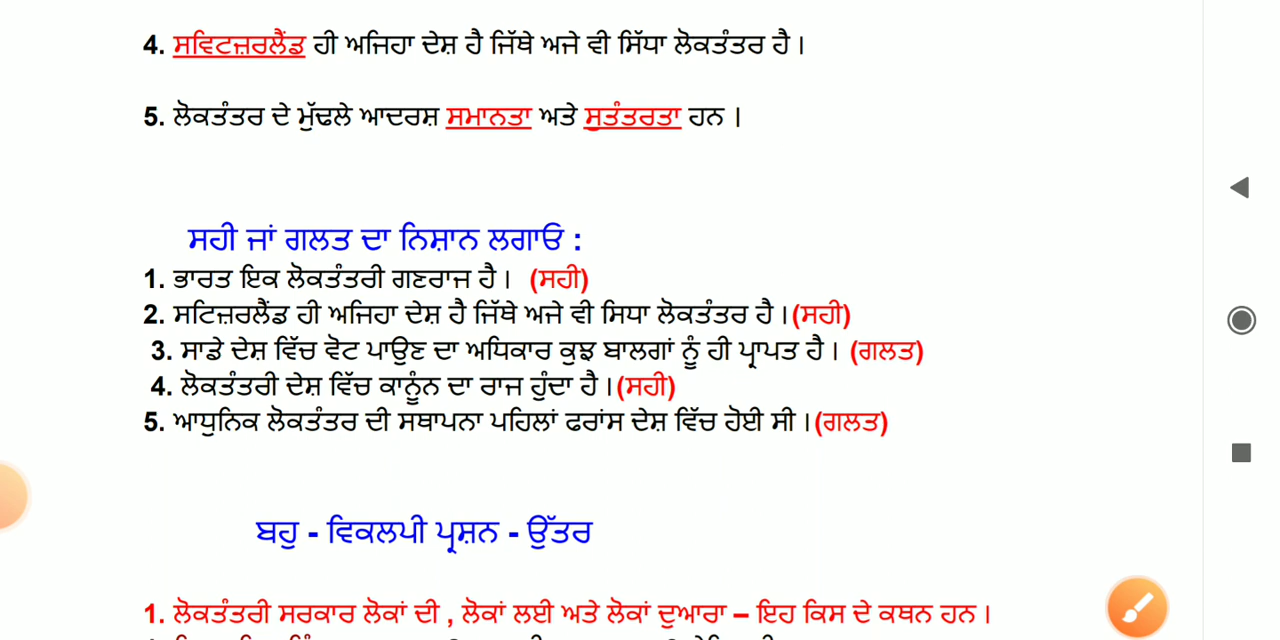 4. ਸਵਿਟਜ਼ਰਲੈਂਡ ਹੀ ਅਜਿਹਾ ਦੇਸ਼ ਹੈ ਜਿੱਥੇ ਅਜੇ ਵੀ ਸਿੱਧਾ ਲੋਕਤੰਤਰ ਹੈ।
5. ਲੋਕਤੰਤਰ ਦੇ ਮੁੱਢਲੇ ਆਦਰਸ਼ ਸਮਾਨਤਾ ਅਤੇ ਸੁਤੰਤਰਤਾ ਹਨ।
ਸਹੀ ਜਾਂ ਗਲਤ ਦਾ ਨਿਸ਼ਾਨ ਲਗਾਓ :
1. ਭਾਰਤ ਇਕ ਲੋਕਤੰਤਰੀ ਗਣਰਾਜ ਹੈ। (ਸਹੀ)
2. ਸਟਿਜ਼ਰਲੈਂਡ ਹੀ ਅਜਿਹਾ ਦੇਸ਼ ਹੈ ਜਿੱਥੇ ਅਜੇ ਵੀ ਸਿਧਾ ਲੋਕਤੰਤਰ ਹੈ।(ਸਹੀ)
3. ਸਾਡੇ ਦੇਸ਼ ਵਿੱਚ ਵੋਟ ਪਾਉਣ ਦਾ ਅਧਿਕਾਰ ਕੁਝ ਬਾਲਗਾਂ ਨੂੰ ਹੀ ਪ੍ਰਾਪਤ ਹੈ। (ਗਲਤ)
4. ਲੋਕਤੰਤਰੀ ਦੇਸ਼ ਵਿੱਚ ਕਾਨੂੰਨ ਦਾ ਰਾਜ ਹੁੰਦਾ ਹੈ।(ਸਹੀ)
5. ਆਧੁਨਿਕ ਲੋਕਤੰਤਰ ਦੀ ਸਥਾਪਨਾ ਪਹਿਲਾਂ ਫਰਾਂਸ ਦੇਸ਼ ਵਿੱਚ ਹੋਈ ਸੀ।(ਗਲਤ)
ਬਹੁ - ਵਿਕਲਪੀ ਪ੍ਰਸ਼ਨ - ਉੱਤਰ
1. ਲੋਕਤੰਤਰੀ ਸਰਕਾਰ ਲੋਕਾਂ ਦੀ , ਲੋਕਾਂ ਲਈ ਅਤੇ ਲੋਕਾਂ ਦੁਆਰਾ – ਇਹ ਕਿਸ ਦੇ ਕਥਨ ਹਨ।